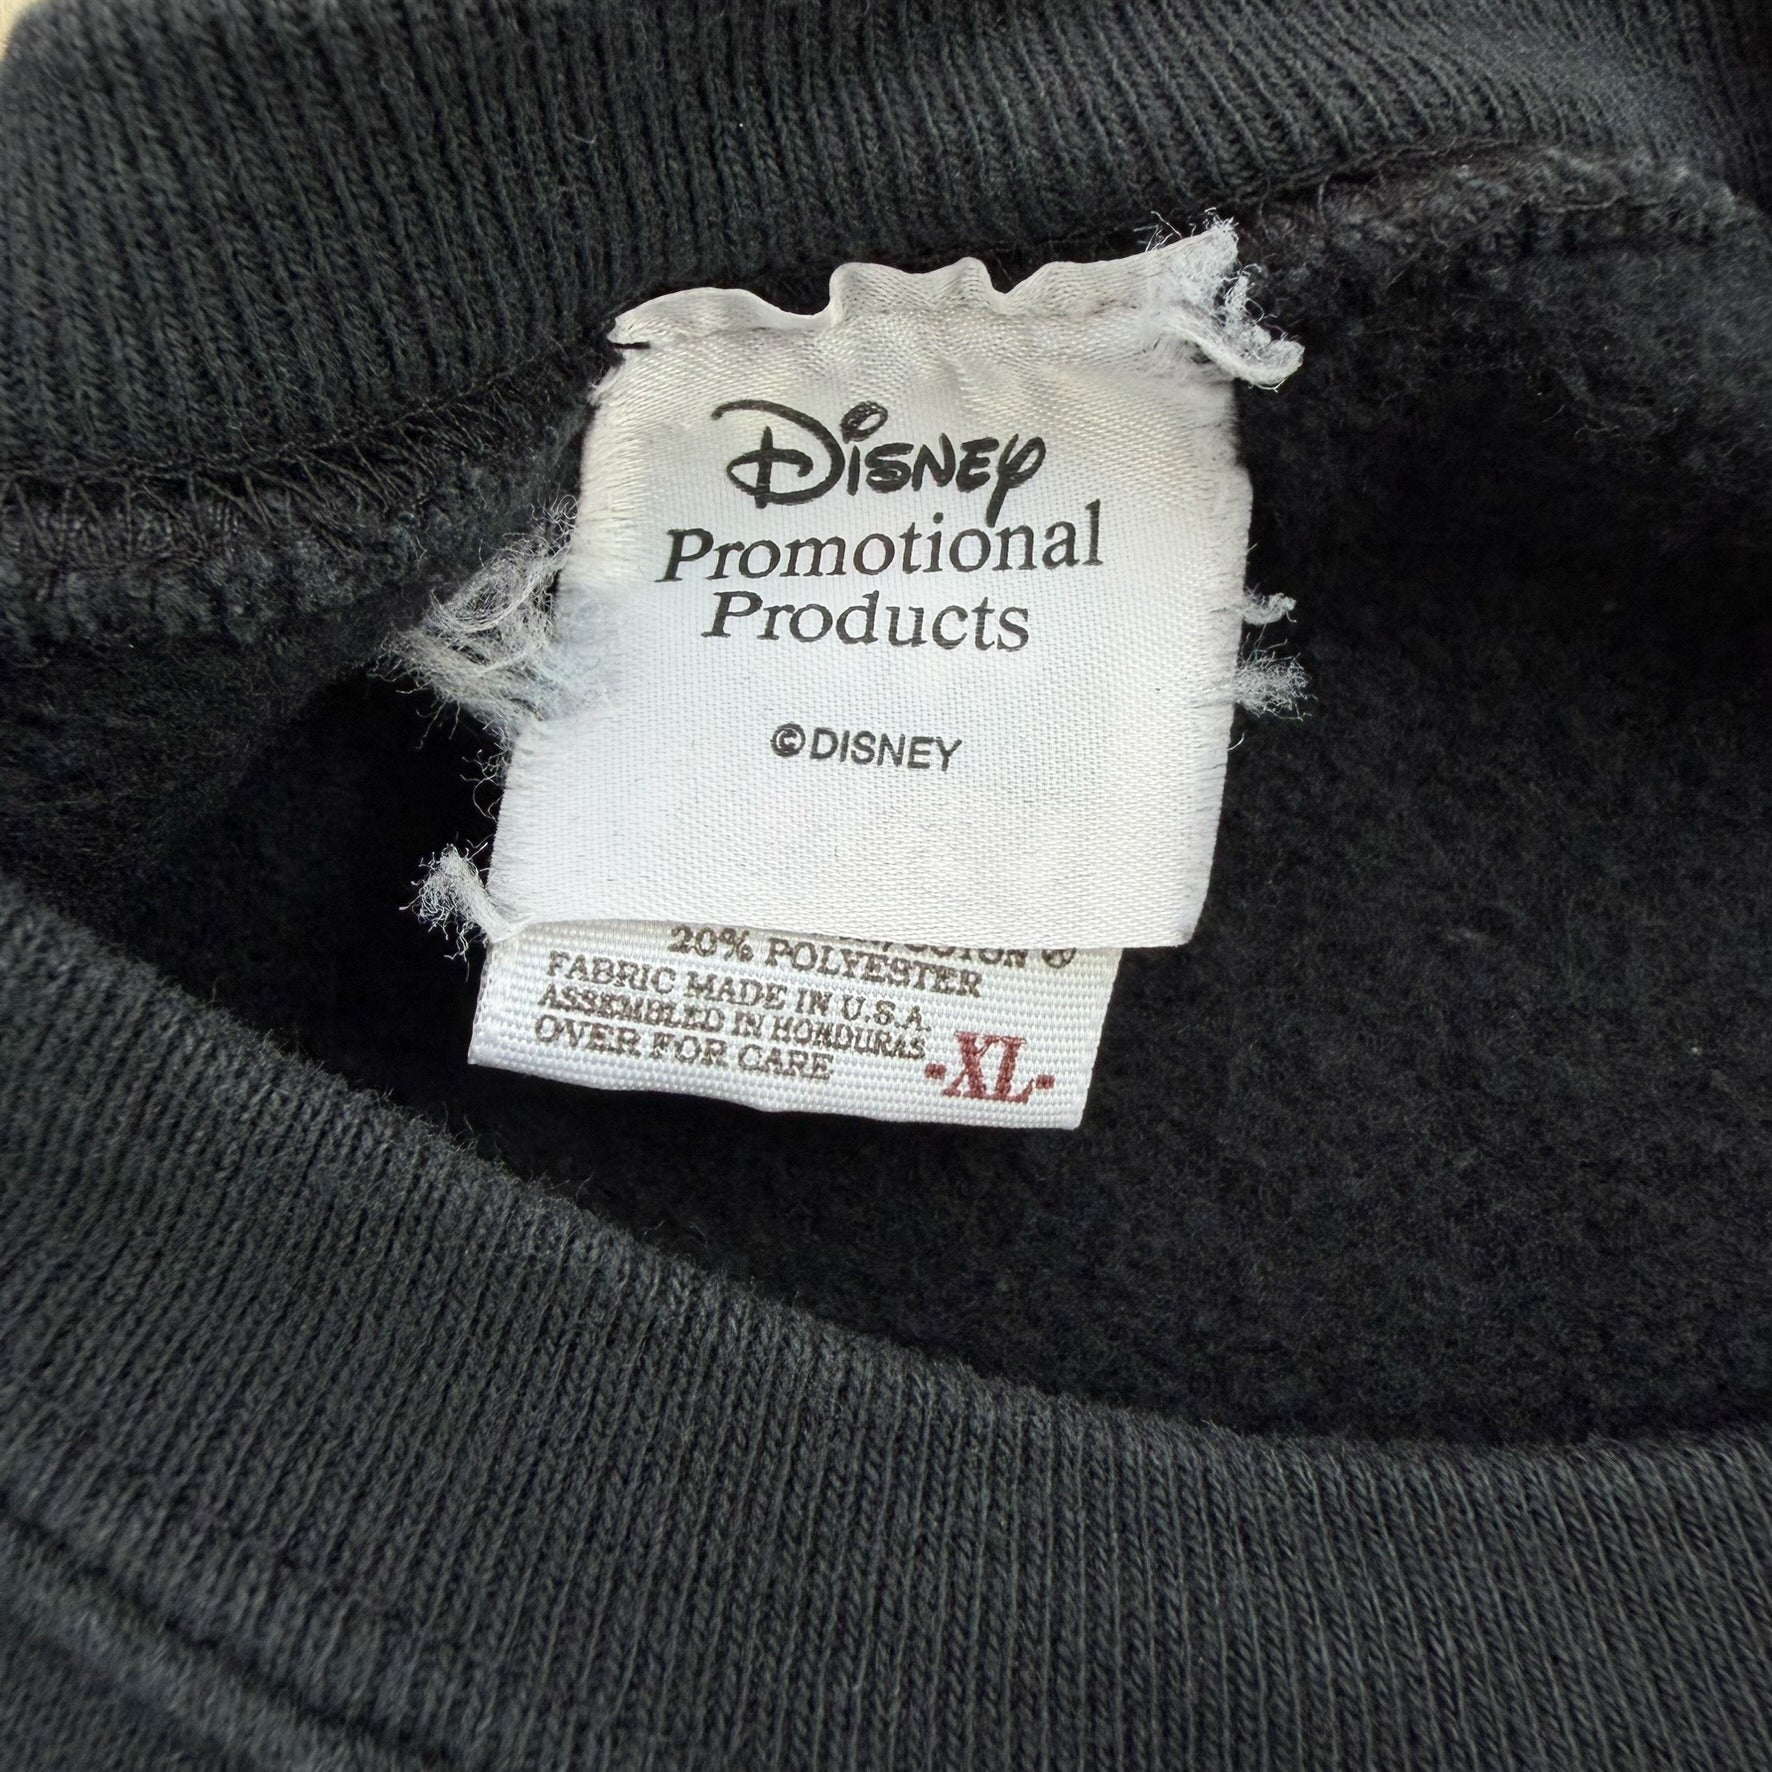 Disney
Promotional
Products
©DISNEY
20% POLYESTER
FABRIC MADE IN U.S.A.
ASSEMBLED IN HONDURAS
OVER FOR CARE
-XL-